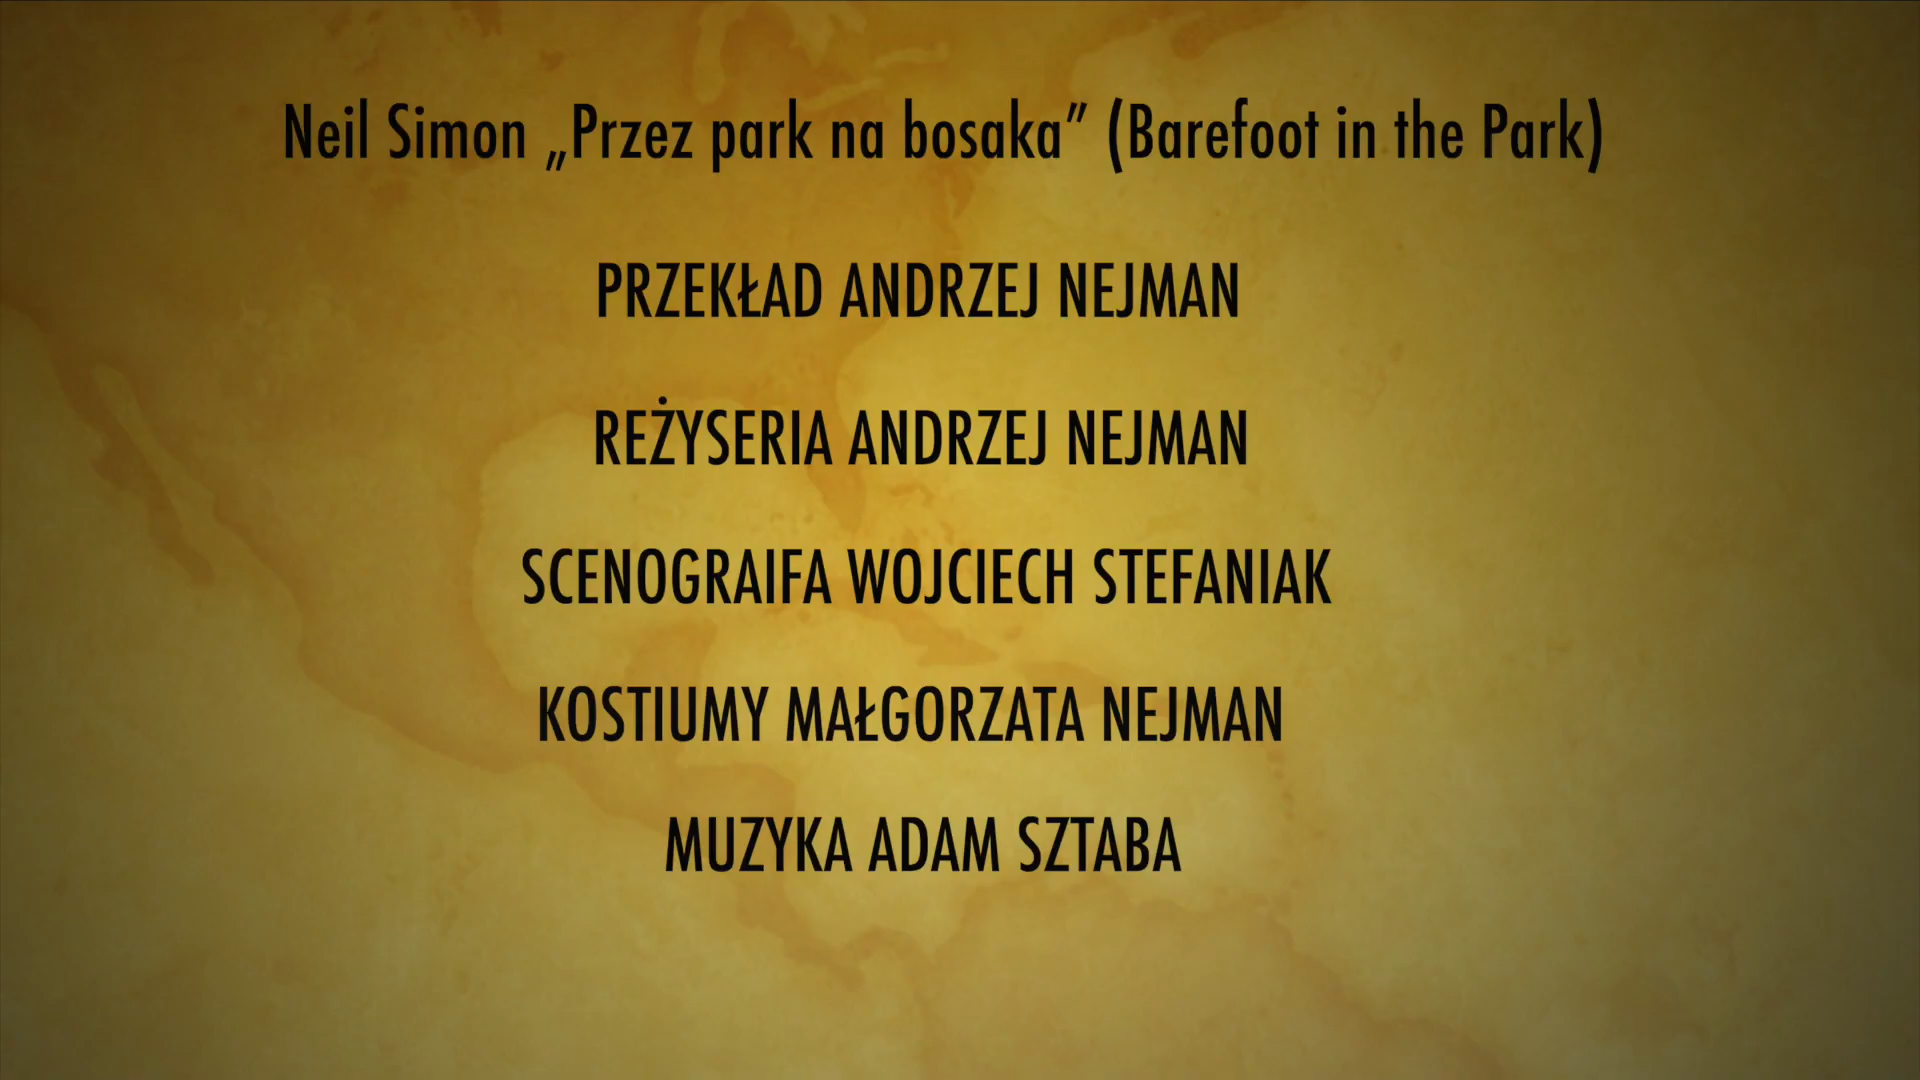 Neil Simon „Przez park na bosaka” (Barefoot in the Park)
PRZEKŁAD ANDRZEJ NEJMAN
REŻYSERIA ANDRZEJ NEJMAN
SCENOGRAIFA WOJCIECH STEFANIAK
KOSTIUMY MAŁGORZATA NEJMAN
MUZYKA ADAM SZTABA